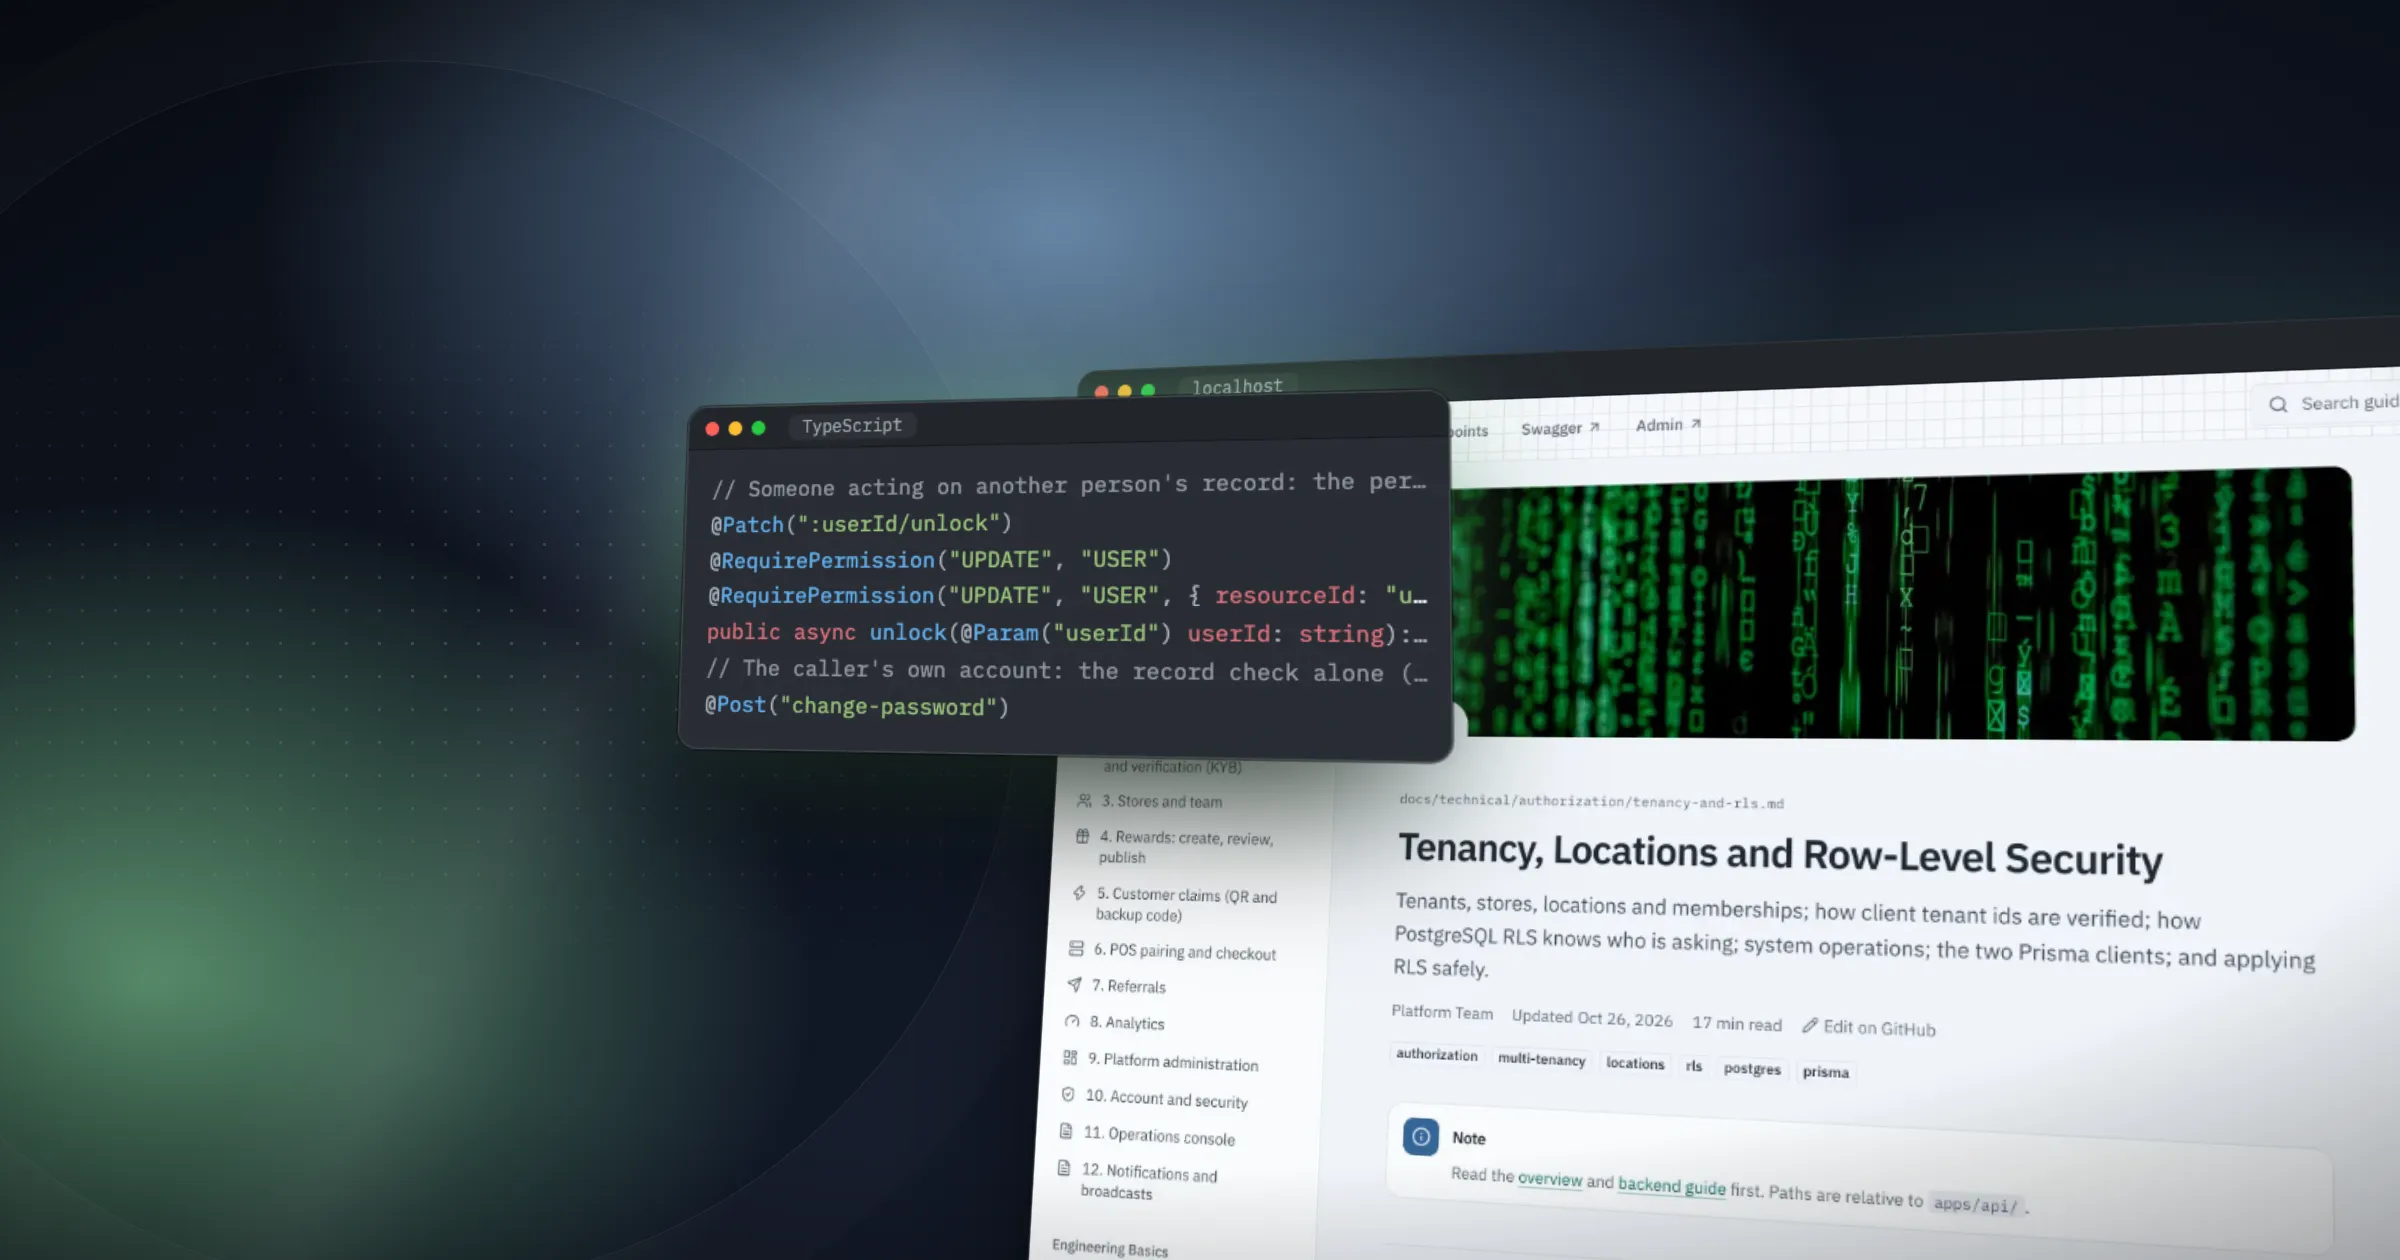 localhost
TypeScript
Swagger
Admin
Search
// Someone acting on another person's record: the per…
@Patch(":userId/unlock")
@RequirePermission("UPDATE", "USER")
@RequirePermission("UPDATE", "USER", { resourceId: "u…
public async unlock(@Param("userId") userId: string):…
// The caller's own account: the record check alone (…
@Post("change-password")
and verification (KYB)
3. Stores and team
4. Rewards: create, review,
publish
5. Customer claims (QR and
backup code)
6. POS pairing and checkout
7. Referrals
8. Analytics
9. Platform administration
10. Account and security
11. Operations console
12. Notifications and
broadcasts
Engineering Basics
docs/technical/authorization/tenancy-and-rls.md
Tenancy, Locations and Row-Level Security
Tenants, stores, locations and memberships; how client tenant ids are verified; how
PostgreSQL RLS knows who is asking; system operations; the two Prisma clients; and applying
RLS safely.
Platform Team Updated Oct 26, 2026 17 min read Edit on GitHub
authorization multi-tenancy locations rls postgres prisma
Note
Read the overview and backend guide first. Paths are relative to apps/api/ .